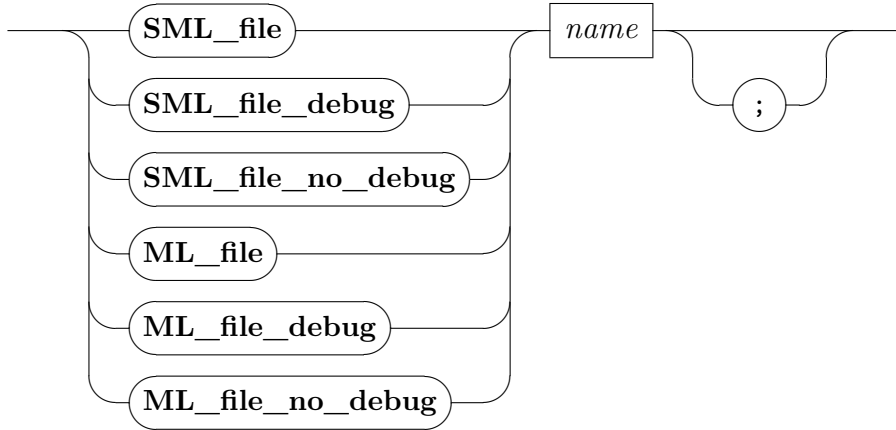 SML_file name
SML_file_debug ;
SML_file_no_debug
ML_file
ML_file_debug
ML_file_no_debug